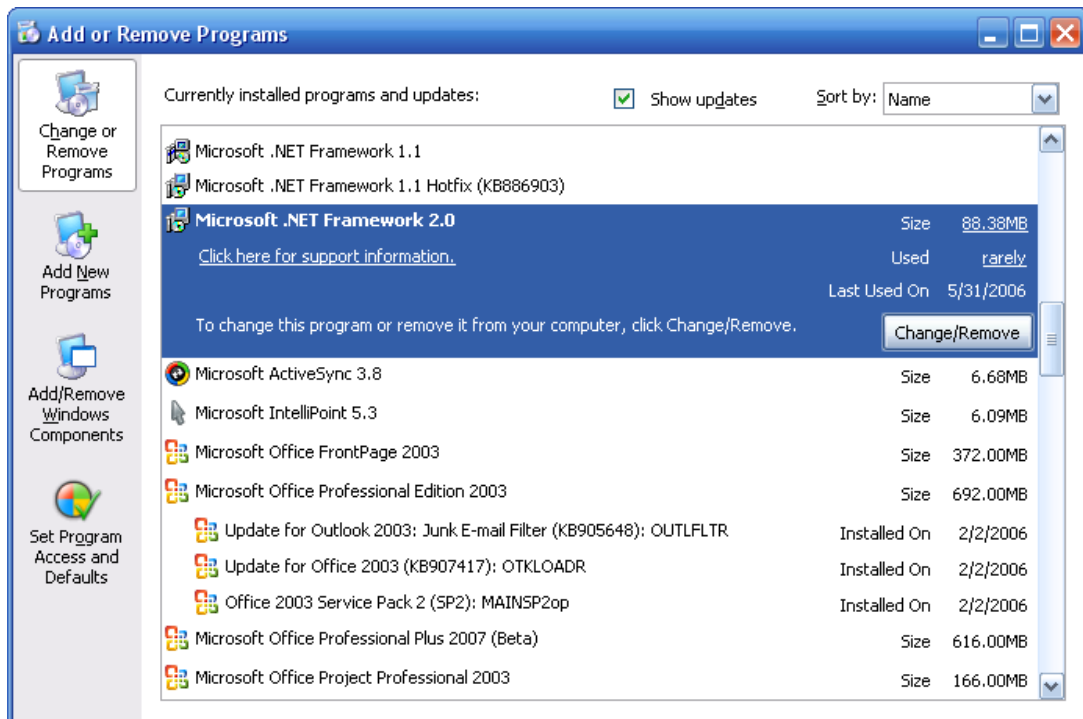 Add or Remove Programs
Change or
Remove
Programs
Add New
Programs
Add/Remove
Windows
Components
Set Program
Access and
Defaults
Currently installed programs and updates:
Show updates
Sort by: Name
Microsoft .NET Framework 1.1
Microsoft .NET Framework 1.1 Hotfix (KB886903)
Microsoft .NET Framework 2.0 Size 88.38MB
Click here for support information. Used rarely
Last Used On 5/31/2006
To change this program or remove it from your computer, click Change/Remove. Change/Remove
Microsoft ActiveSync 3.8 Size 6.68MB
Microsoft IntelliPoint 5.3 Size 6.09MB
Microsoft Office FrontPage 2003 Size 372.00MB
Microsoft Office Professional Edition 2003 Size 692.00MB
Update for Outlook 2003: Junk E-mail Filter (KB905648): OUTLFLTR Installed On 2/2/2006
Update for Office 2003 (KB907417): OTKLOADR Installed On 2/2/2006
Office 2003 Service Pack 2 (SP2): MAINSP2op Installed On 2/2/2006
Microsoft Office Professional Plus 2007 (Beta) Size 616.00MB
Microsoft Office Project Professional 2003 Size 166.00MB